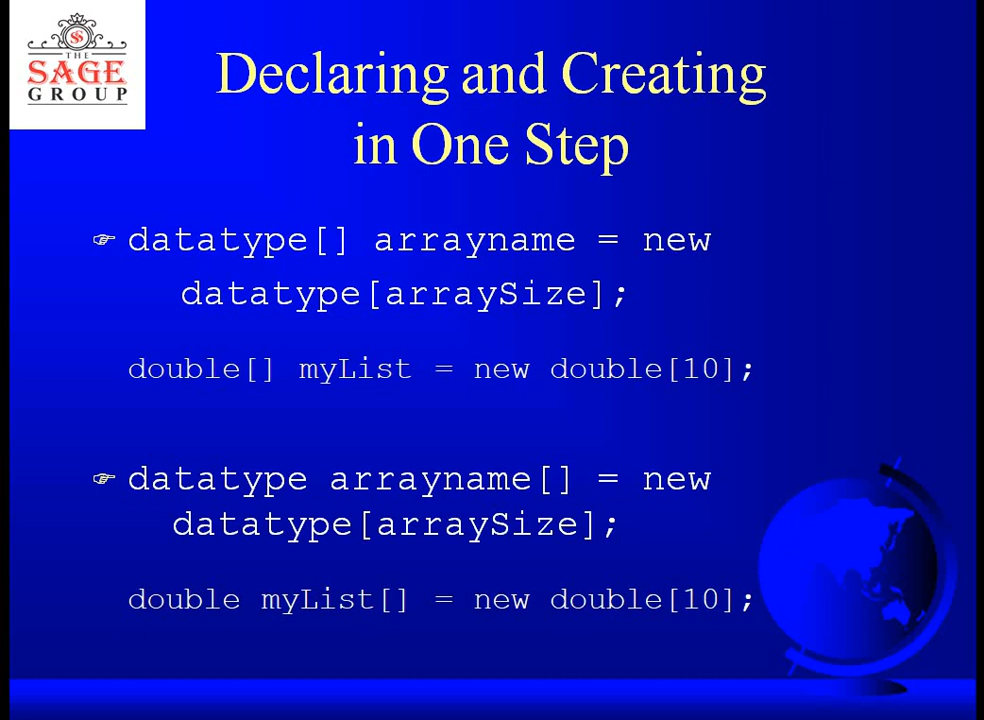 THE
SAGE
GROUP
Declaring and Creating
in One Step
datatype[] arrayname = new
datatype[arraySize];
double[] myList = new double[10];
datatype arrayname[] = new
datatype[arraySize];
double myList[] = new double[10];